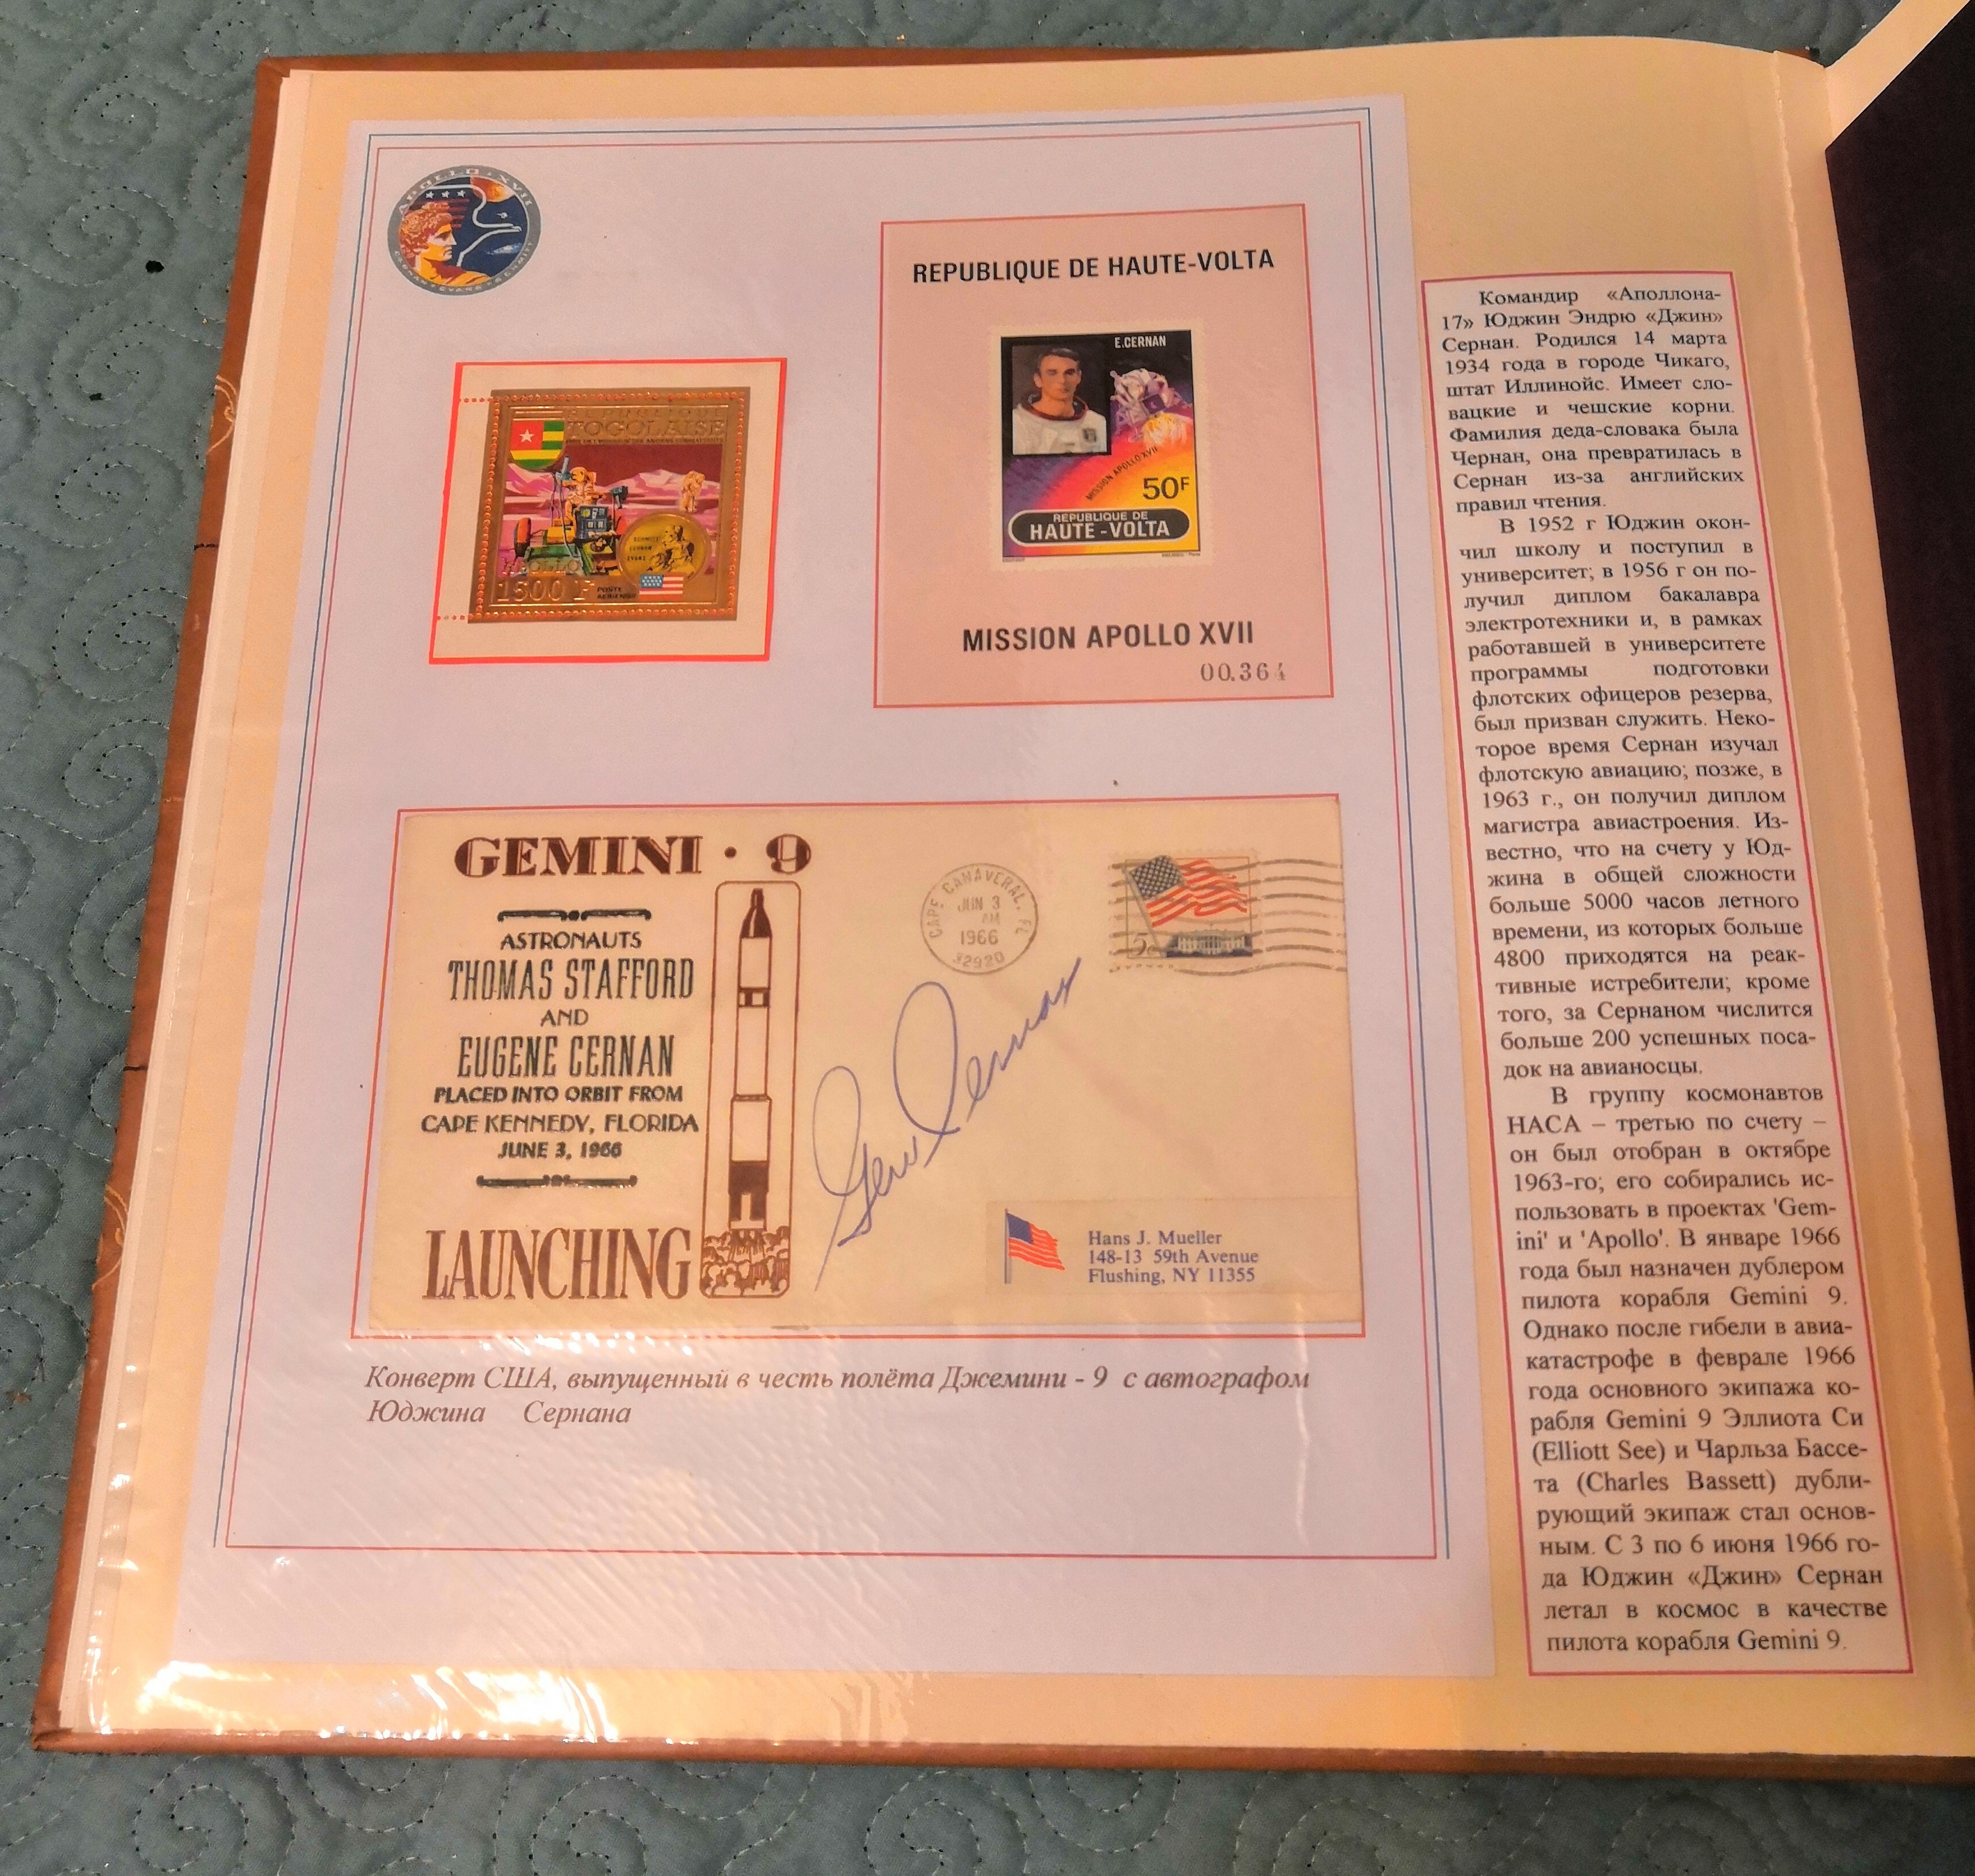 APOLLO XVII
CERNAN EVANS SCHMITT
REPUBLIQUE
TOGOLAISE
APOLLO
1500 F
POSTE
AERIENNE
REPUBLIQUE DE HAUTE-VOLTA
E.CERNAN
MISSION APOLLO XVII
50F
REPUBLIQUE DE
HAUTE-VOLTA
MISSION APOLLO XVII
00.364
GEMINI · 9
ASTRONAUTS
THOMAS STAFFORD
AND
EUGENE CERNAN
PLACED INTO ORBIT FROM
CAPE KENNEDY, FLORIDA
JUNE 3, 1966
LAUNCHING
CAPE CANAVERAL, FL
JUN 3
AM
1966
32920
5c
Gene Cernan
Hans J. Mueller
148-13 59th Avenue
Flushing, NY 11355
Конверт США, выпущенный в честь полёта Джемини - 9 с автографом
Юджина Сернана
Командир «Аполлона-
17» Юджин Эндрю «Джин»
Сернан. Родился 14 марта
1934 года в городе Чикаго,
штат Иллинойс. Имеет сло-
вацкие и чешские корни.
Фамилия деда-словака была
Чернан, она превратилась в
Сернан из-за английских
правил чтения.
В 1952 г Юджин окон-
чил школу и поступил в
университет; в 1956 г он по-
лучил диплом бакалавра
электротехники и, в рамках
работавшей в университете
программы подготовки
флотских офицеров резерва,
был призван служить. Неко-
торое время Сернан изучал
флотскую авиацию; позже, в
1963 г., он получил диплом
магистра авиастроения. Из-
вестно, что на счету у Юд-
жина в общей сложности
больше 5000 часов летного
времени, из которых больше
4800 приходятся на реак-
тивные истребители; кроме
того, за Сернаном числится
больше 200 успешных поса-
док на авианосцы.
В группу космонавтов
НАСА – третью по счету –
он был отобран в октябре
1963-го; его собирались ис-
пользовать в проектах 'Gem-
ini' и 'Apollo'. В январе 1966
года был назначен дублером
пилота корабля Gemini 9.
Однако после гибели в авиа-
катастрофе в феврале 1966
года основного экипажа ко-
рабля Gemini 9 Эллиота Си
(Elliott See) и Чарльза Бассе-
та (Charles Bassett) дубли-
рующий экипаж стал основ-
ным. С 3 по 6 июня 1966 го-
да Юджин «Джин» Сернан
летал в космос в качестве
пилота корабля Gemini 9.